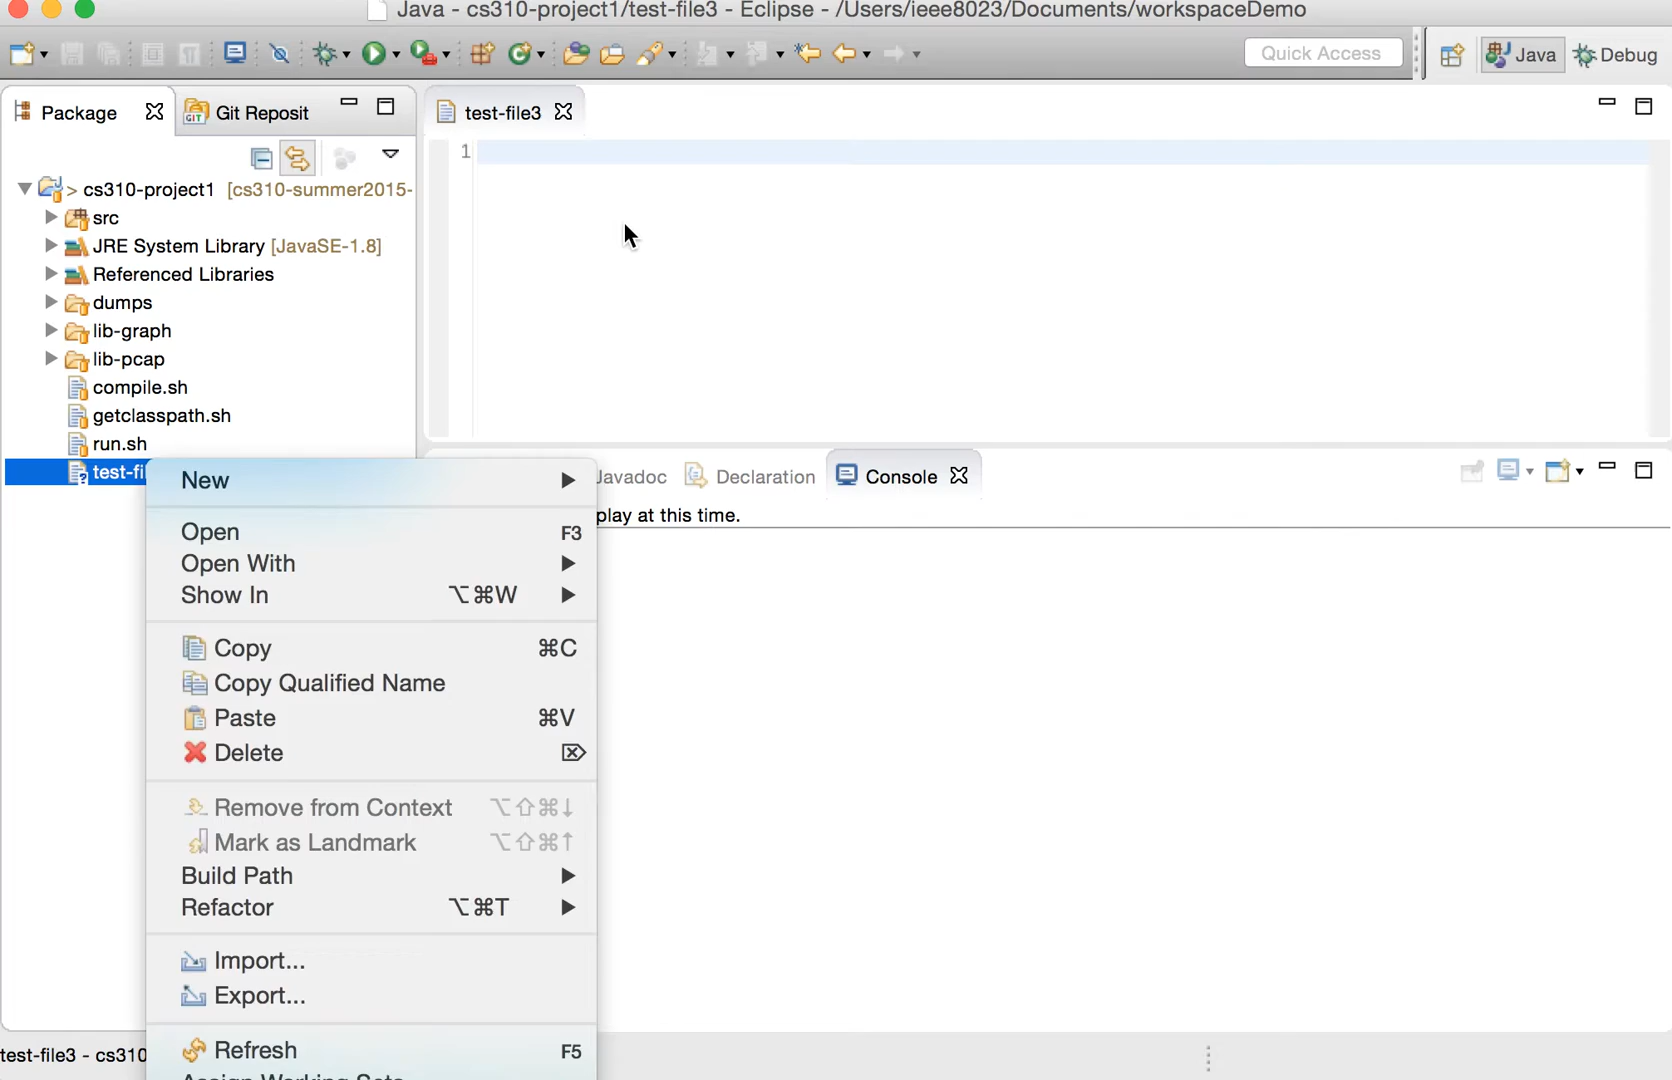 Java - cs310-project1/test-file3 - Eclipse - /Users/ieee8023/Documents/workspaceDemo
Quick Access
Java
Debug
Package
Git Reposit
test-file3
1
> cs310-project1 [cs310-summer2015-
src
JRE System Library [JavaSE-1.8]
Referenced Libraries
dumps
lib-graph
lib-pcap
compile.sh
getclasspath.sh
run.sh
test-fil
New
Open F3
Open With
Show In ⌥⌘W
Copy ⌘C
Copy Qualified Name
Paste ⌘V
Delete ⌦
Remove from Context ⌥⇧⌘↓
Mark as Landmark ⌥⇧⌘↑
Build Path
Refactor ⌥⌘T
Import...
Export...
Refresh F5
Assign Working Sets
Javadoc
Declaration
Console
play at this time.
test-file3 - cs310